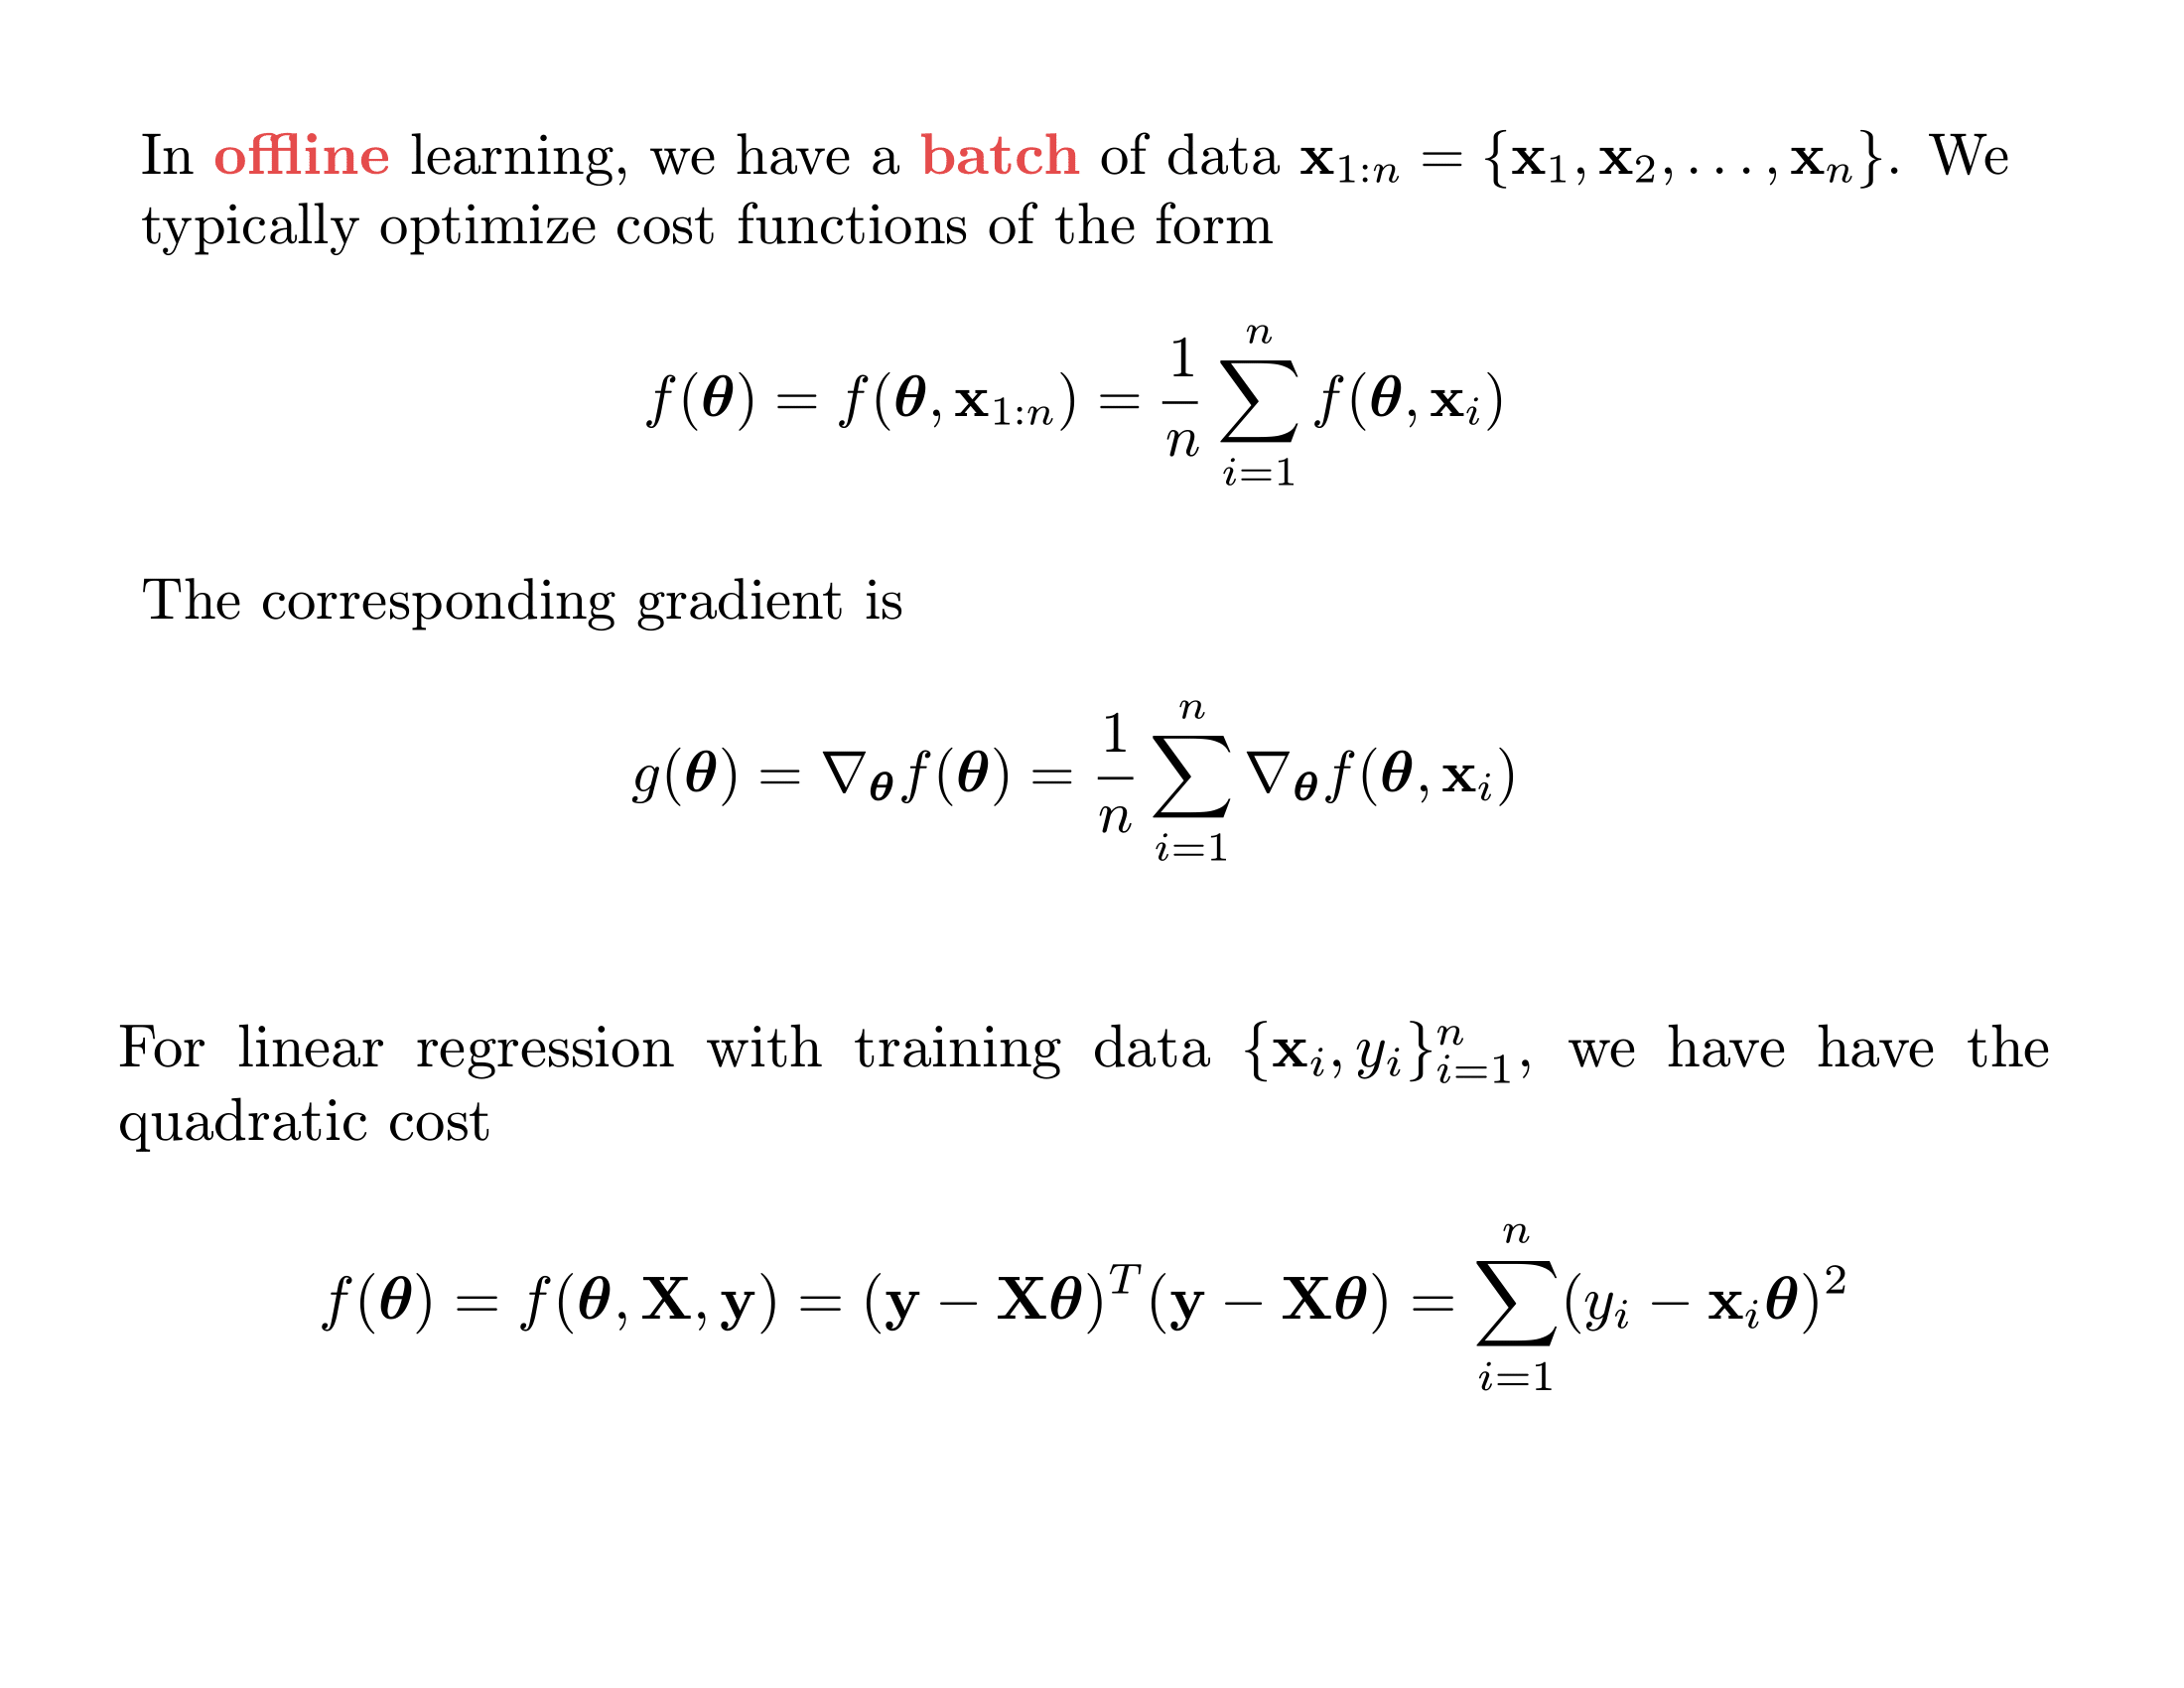 In offline learning, we have a batch of data $\mathbf{x}_{1:n} = \{\mathbf{x}_1, \mathbf{x}_2, \ldots, \mathbf{x}_n\}$. We
typically optimize cost functions of the form
$f(\boldsymbol{\theta}) = f(\boldsymbol{\theta}, \mathbf{x}_{1:n}) = \frac{1}{n} \sum_{i=1}^{n} f(\boldsymbol{\theta}, \mathbf{x}_i)$
The corresponding gradient is
$g(\boldsymbol{\theta}) = \nabla_{\boldsymbol{\theta}} f(\boldsymbol{\theta}) = \frac{1}{n} \sum_{i=1}^{n} \nabla_{\boldsymbol{\theta}} f(\boldsymbol{\theta}, \mathbf{x}_i)$
For linear regression with training data $\{\mathbf{x}_i, y_i\}_{i=1}^{n}$, we have have the
quadratic cost
$f(\boldsymbol{\theta}) = f(\boldsymbol{\theta}, \mathbf{X}, \mathbf{y}) = (\mathbf{y} - \mathbf{X}\boldsymbol{\theta})^T (\mathbf{y} - \mathbf{X}\boldsymbol{\theta}) = \sum_{i=1}^{n} (y_i - \mathbf{x}_i \boldsymbol{\theta})^2$